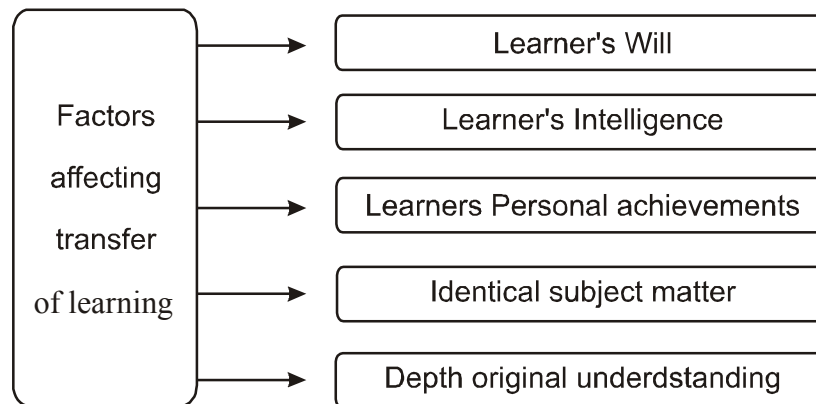 Factors
affecting
transfer
of learning
Learner's Will
Learner's Intelligence
Learners Personal achievements
Identical subject matter
Depth original underdstanding